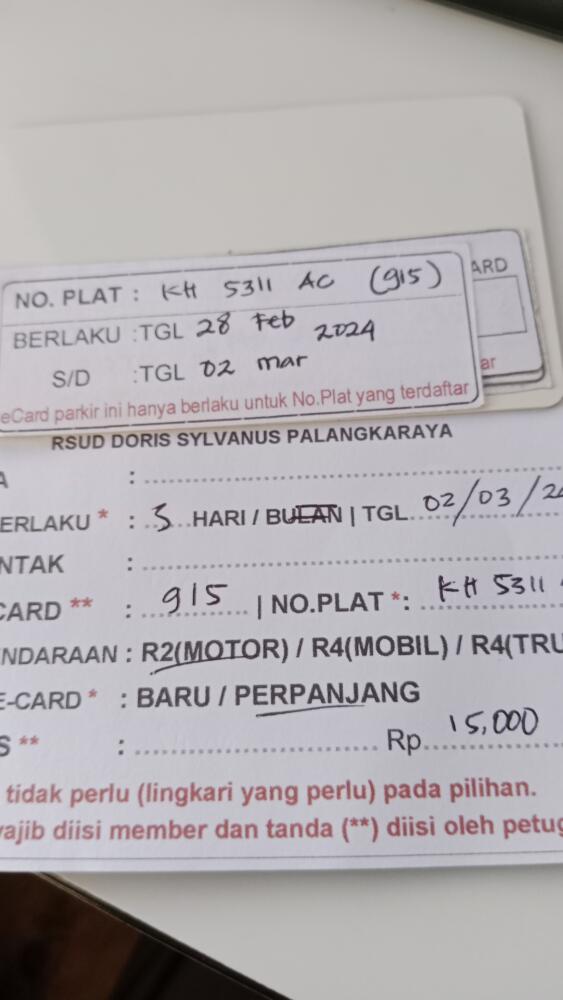 ARD
NO. PLAT : KH 5311 AC (915)
BERLAKU :TGL 28 Feb 2024
S/D :TGL 02 mar
ar
eCard parkir ini hanya berlaku untuk No.Plat yang terdaftar
RSUD DORIS SYLVANUS PALANGKARAYA
A :
ERLAKU * : 5 HARI / BULAN | TGL 02/03/2
NTAK :
CARD ** : 915 | NO.PLAT *: KH 5311
NDARAAN : R2(MOTOR) / R4(MOBIL) / R4(TRU
E-CARD * : BARU / PERPANJANG
S ** : Rp 15,000
tidak perlu (lingkari yang perlu) pada pilihan.
ajib diisi member dan tanda (**) diisi oleh petug